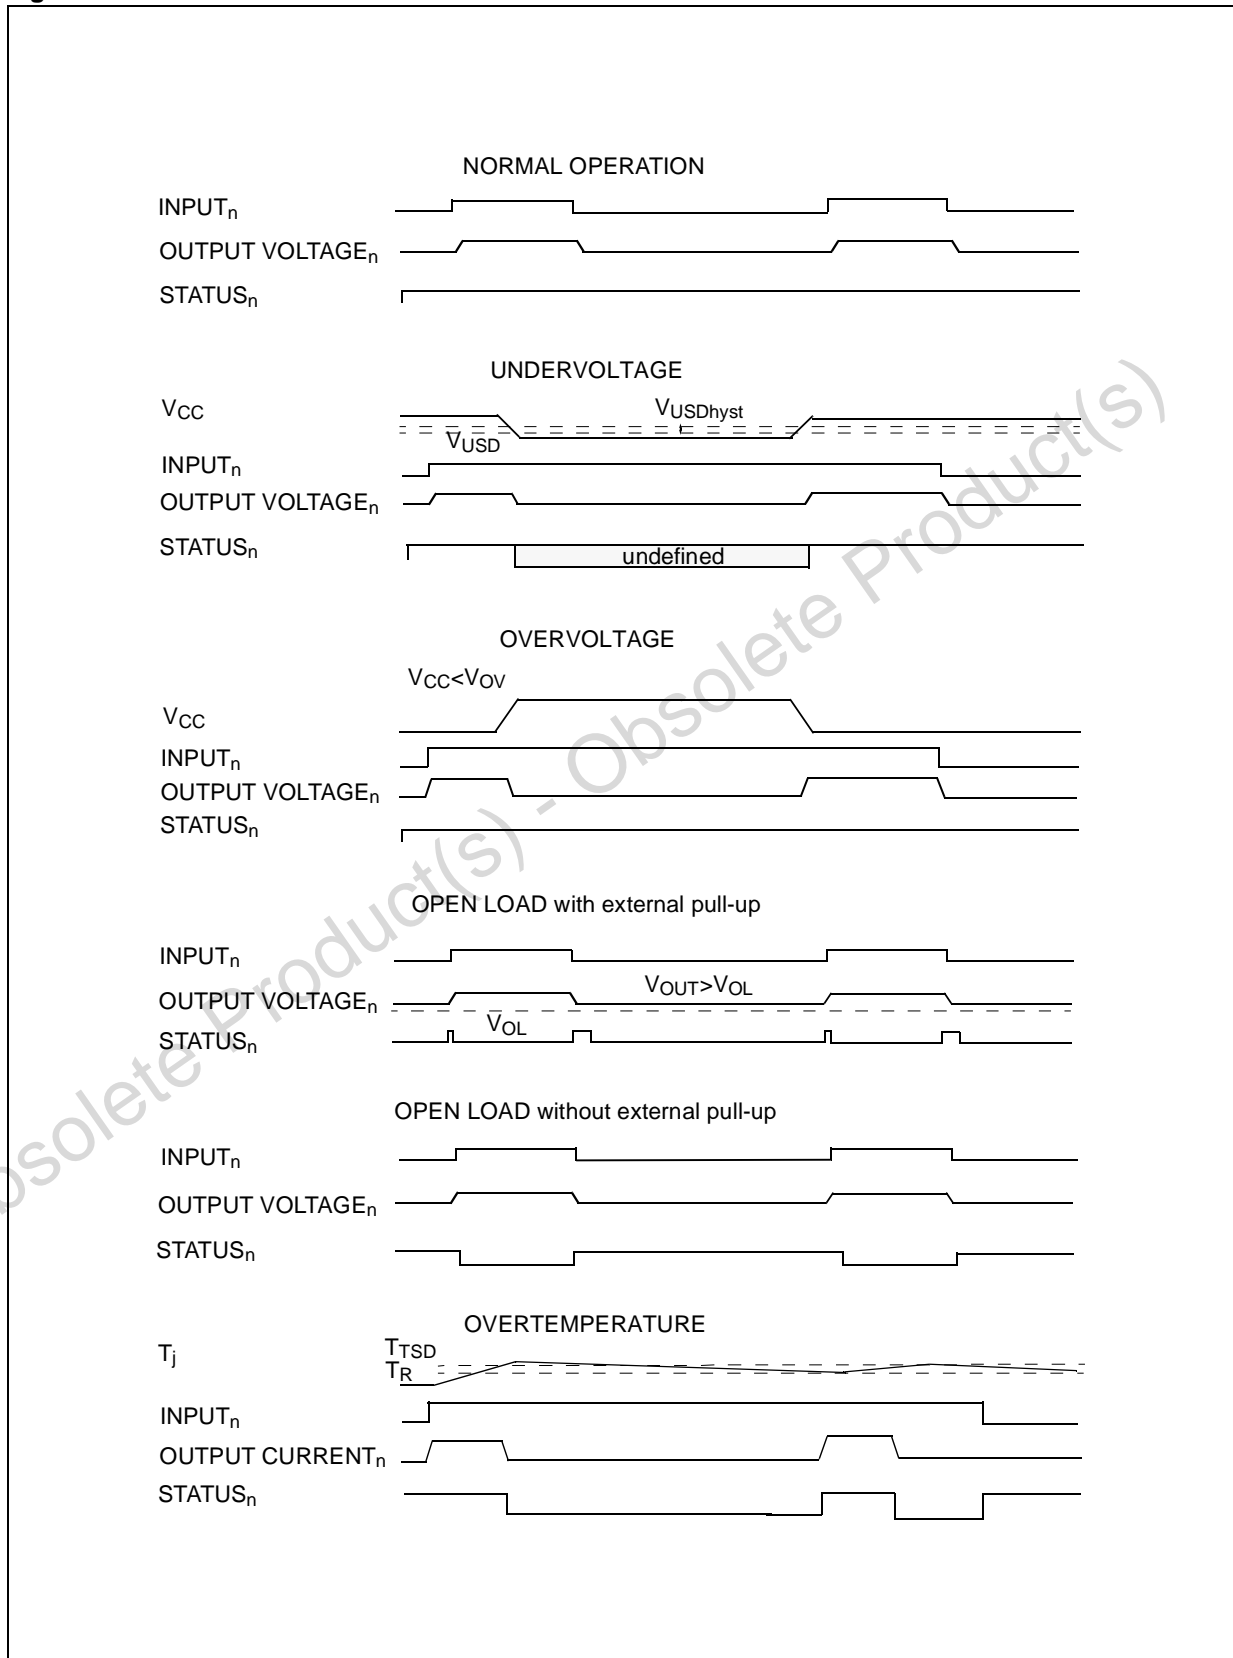 NORMAL OPERATION
INPUTn
OUTPUT VOLTAGEn
STATUSn
UNDERVOLTAGE
VCC
VUSDhyst
VUSD
INPUTn
OUTPUT VOLTAGEn
STATUSn
undefined
OVERVOLTAGE
VCC<VOV
VCC
INPUTn
OUTPUT VOLTAGEn
STATUSn
OPEN LOAD with external pull-up
INPUTn
OUTPUT VOLTAGEn
VOUT>VOL
VOL
STATUSn
OPEN LOAD without external pull-up
INPUTn
OUTPUT VOLTAGEn
STATUSn
OVERTEMPERATURE
Tj
TTSD
TR
INPUTn
OUTPUT CURRENTn
STATUSn
Obsolete Product(s) - Obsolete Product(s)